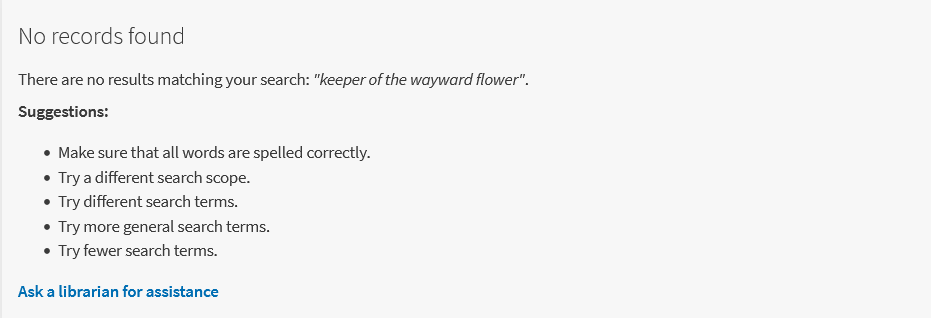 No records found
There are no results matching your search: "keeper of the wayward flower".
Suggestions:
Make sure that all words are spelled correctly.
Try a different search scope.
Try different search terms.
Try more general search terms.
Try fewer search terms.
Ask a librarian for assistance